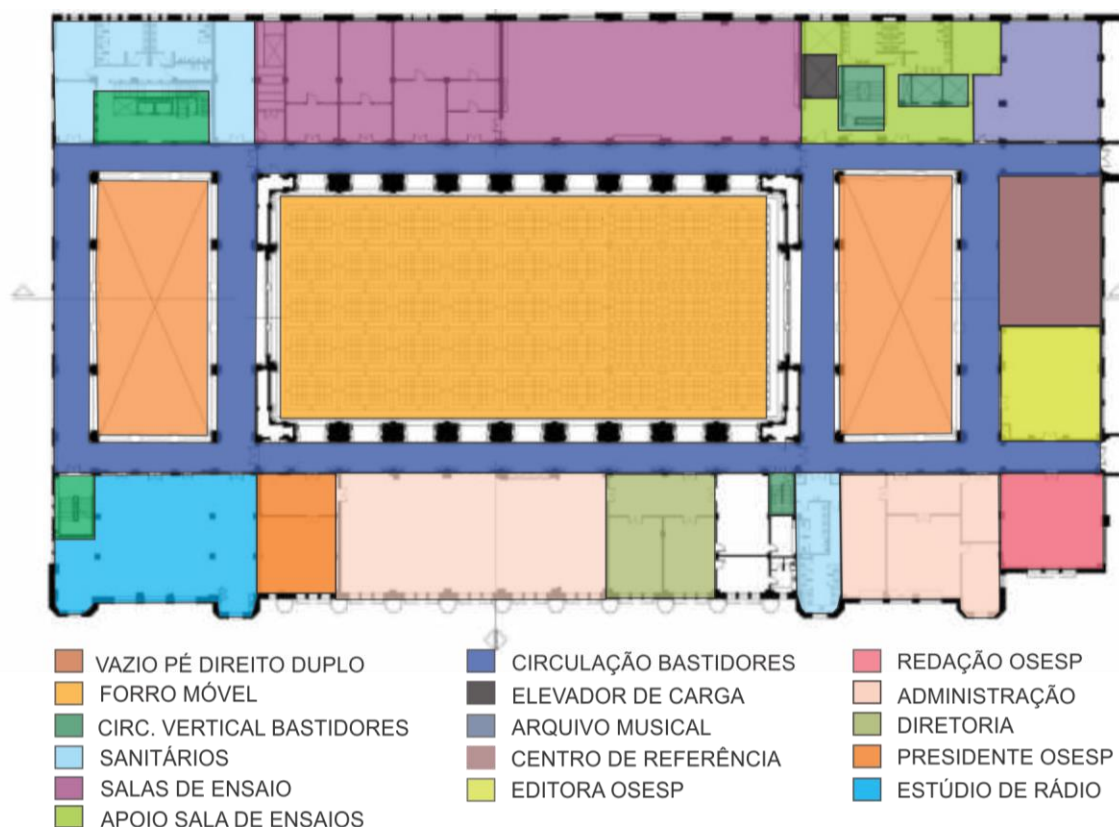 VAZIO PÉ DIREITO DUPLO
FORRO MÓVEL
CIRC. VERTICAL BASTIDORES
SANITÁRIOS
SALAS DE ENSAIO
APOIO SALA DE ENSAIOS
CIRCULAÇÃO BASTIDORES
ELEVADOR DE CARGA
ARQUIVO MUSICAL
CENTRO DE REFERÊNCIA
EDITORA OSESP
REDAÇÃO OSESP
ADMINISTRAÇÃO
DIRETORIA
PRESIDENTE OSESP
ESTÚDIO DE RÁDIO